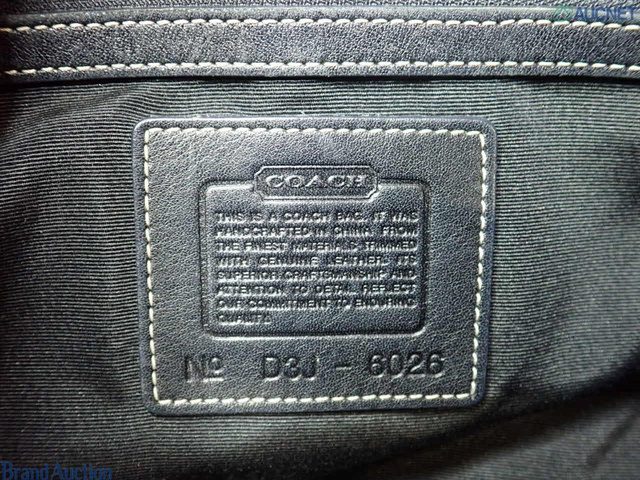 AUCNET
COACH
THIS IS A COACH BAG. IT WAS
HANDCRAFTED IN CHINA FROM
THE FINEST MATERIALS TRIMMED
WITH GENUINE LEATHER. ITS
SUPERIOR CRAFTSMANSHIP AND
ATTENTION TO DETAIL REFLECT
OUR COMMITMENT TO ENDURING
QUALITY.
No D3J - 6026
Brand Auction